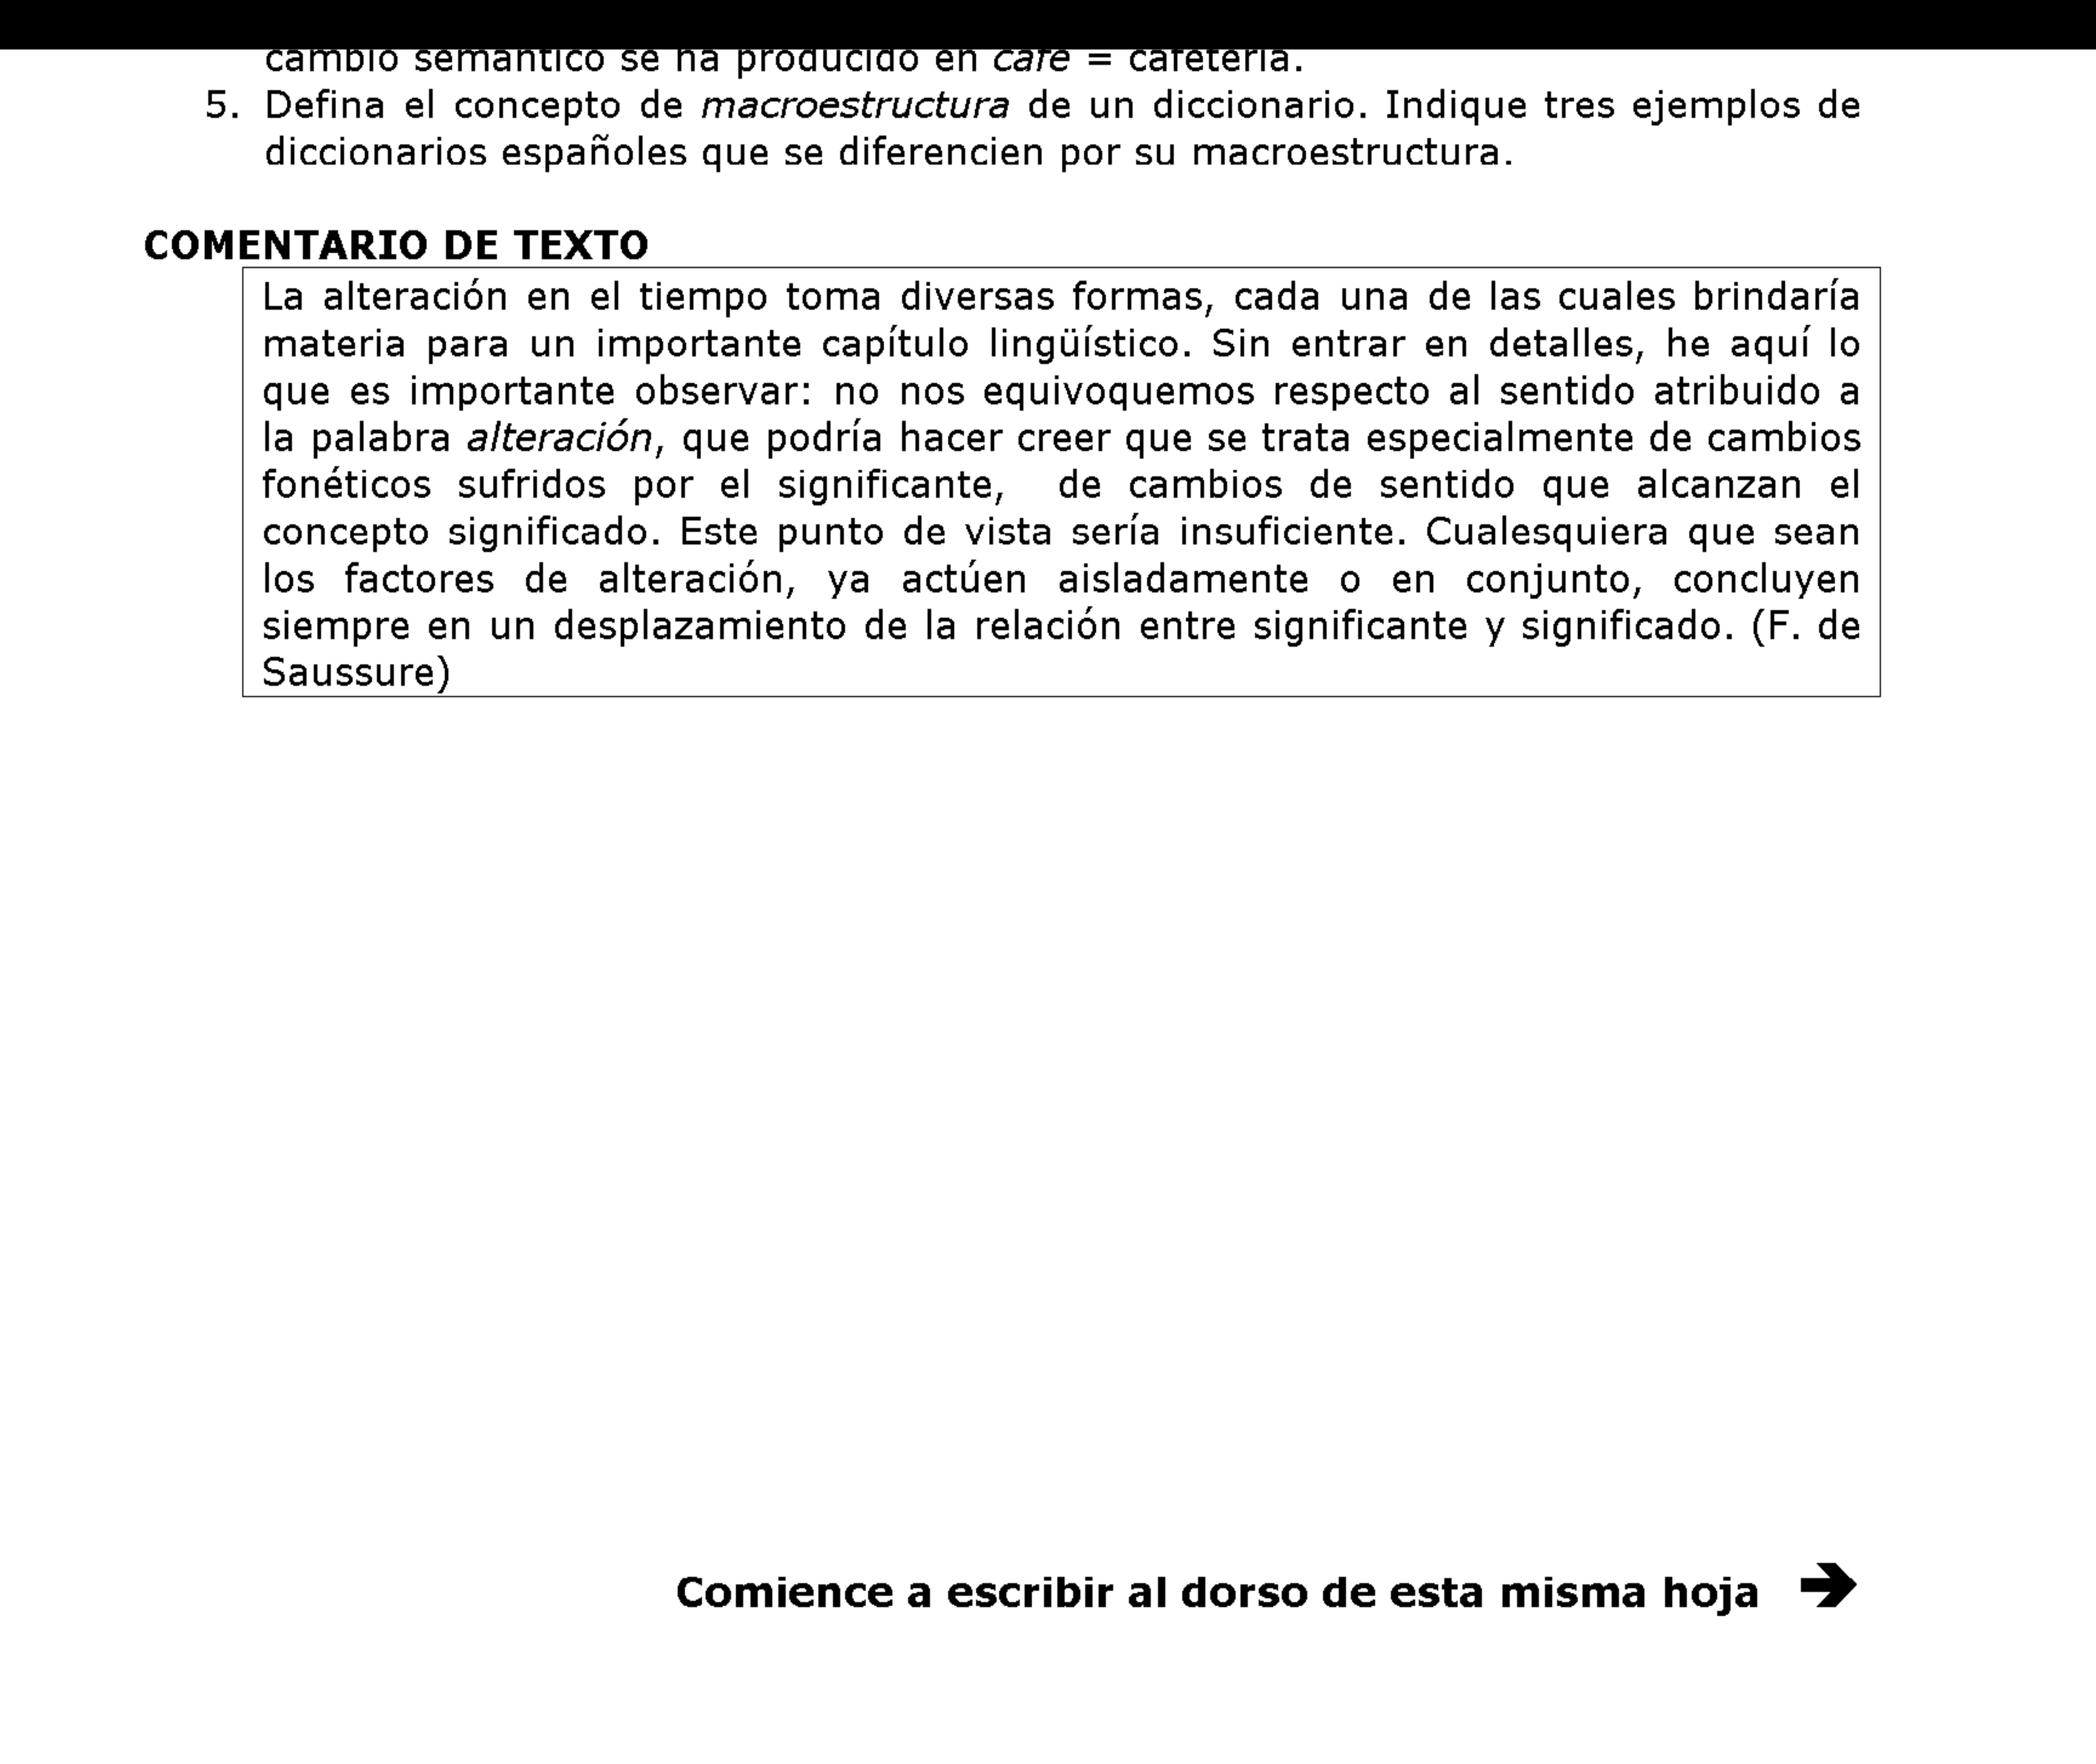 cambio semántico se ha producido en café = cafetería.
5. Defina el concepto de macroestructura de un diccionario. Indique tres ejemplos de
diccionarios españoles que se diferencien por su macroestructura.
COMENTARIO DE TEXTO
La alteración en el tiempo toma diversas formas, cada una de las cuales brindaría
materia para un importante capítulo lingüístico. Sin entrar en detalles, he aquí lo
que es importante observar: no nos equivoquemos respecto al sentido atribuido a
la palabra alteración, que podría hacer creer que se trata especialmente de cambios
fonéticos sufridos por el significante, de cambios de sentido que alcanzan el
concepto significado. Este punto de vista sería insuficiente. Cualesquiera que sean
los factores de alteración, ya actúen aisladamente o en conjunto, concluyen
siempre en un desplazamiento de la relación entre significante y significado. (F. de
Saussure)
Comience a escribir al dorso de esta misma hoja →